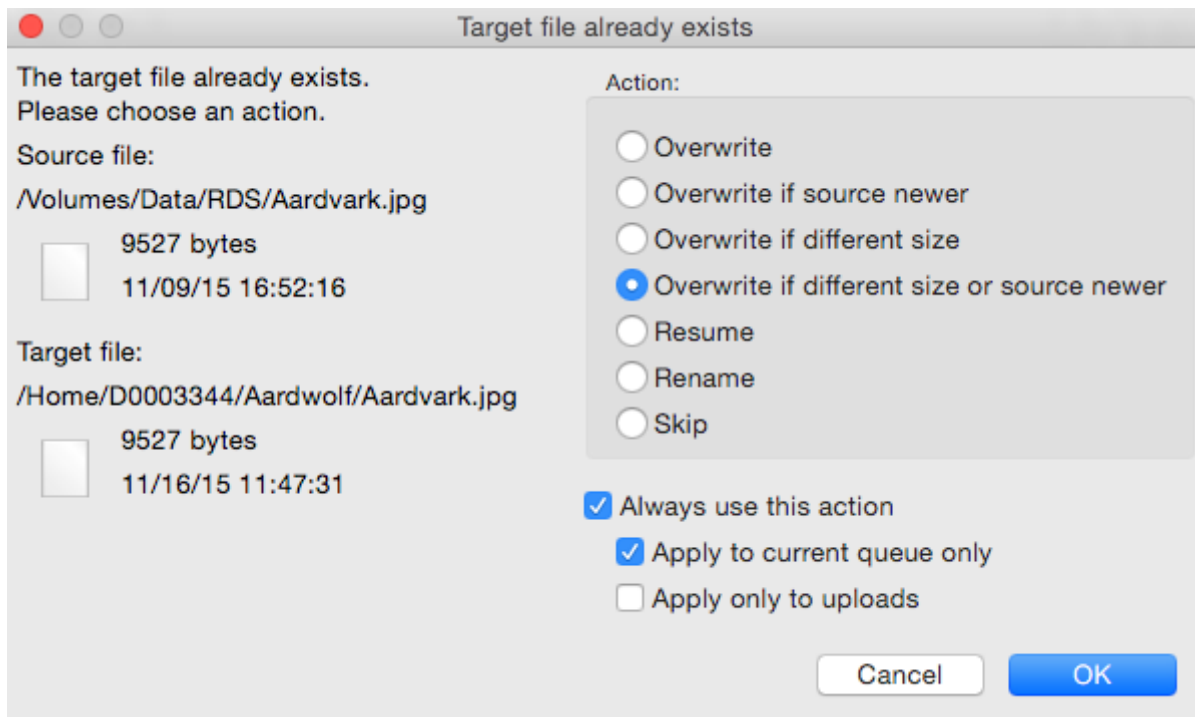 Target file already exists
The target file already exists.
Please choose an action.
Source file:
/Volumes/Data/RDS/Aardvark.jpg
9527 bytes
11/09/15 16:52:16
Target file:
/Home/D0003344/Aardwolf/Aardvark.jpg
9527 bytes
11/16/15 11:47:31
Action:
Overwrite
Overwrite if source newer
Overwrite if different size
Overwrite if different size or source newer
Resume
Rename
Skip
Always use this action
Apply to current queue only
Apply only to uploads
Cancel
OK